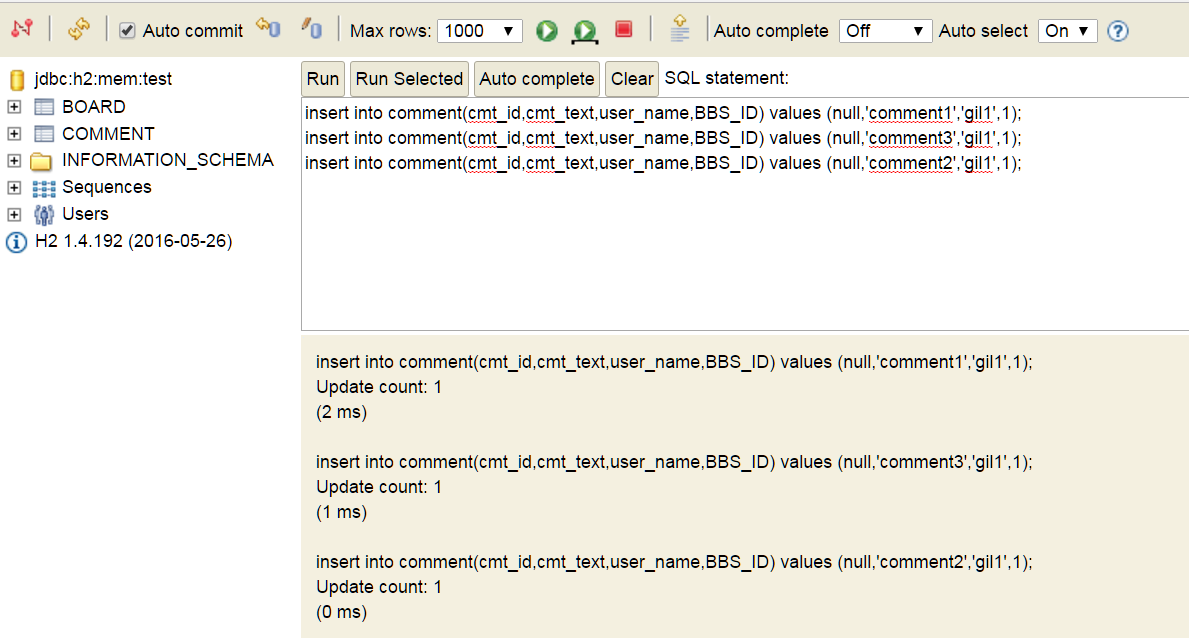 Auto commit Max rows: 1000 Auto complete Off Auto select On
jdbc:h2:mem:test
BOARD
COMMENT
INFORMATION_SCHEMA
Sequences
Users
H2 1.4.192 (2016-05-26)
Run Run Selected Auto complete Clear SQL statement:
insert into comment(cmt_id,cmt_text,user_name,BBS_ID) values (null,'comment1','gil1',1);
insert into comment(cmt_id,cmt_text,user_name,BBS_ID) values (null,'comment3','gil1',1);
insert into comment(cmt_id,cmt_text,user_name,BBS_ID) values (null,'comment2','gil1',1);
insert into comment(cmt_id,cmt_text,user_name,BBS_ID) values (null,'comment1','gil1',1);
Update count: 1
(2 ms)
insert into comment(cmt_id,cmt_text,user_name,BBS_ID) values (null,'comment3','gil1',1);
Update count: 1
(1 ms)
insert into comment(cmt_id,cmt_text,user_name,BBS_ID) values (null,'comment2','gil1',1);
Update count: 1
(0 ms)